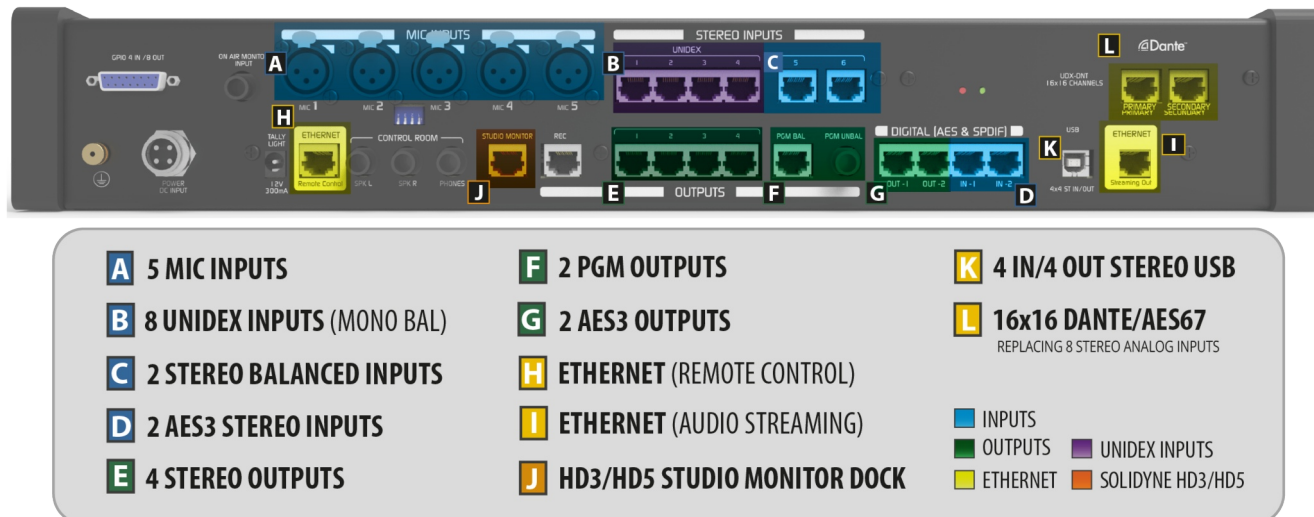 MIC INPUTS
STEREO INPUTS
L
Dante
GPIO 4 IN /8 OUT
ON AIR MONITOR INPUT
A
B
UNIDEX
1 2 3 4
C
5 6
UDX-DNT
16x16 CHANNELS
PRIMARY
PRIMARY
SECONDARY
SECONDARY
MIC 1
MIC 2
MIC 3
MIC 4
MIC 5
H
TALLY
LIGHT
12V
300mA
ETHERNET
Remote Control
CONTROL ROOM
SPK L
SPK R
PHONES
STUDIO MONITOR
J
REC
1 2 3 4
PGM BAL
PGM UNBAL
DIGITAL (AES & SPDIF)
OUT -1
OUT -2
IN -1
IN -2
USB
K
4x4 ST IN/OUT
ETHERNET
Streaming Out
I
POWER
DC INPUT
E
OUTPUTS
F
G
D
A 5 MIC INPUTS
B 8 UNIDEX INPUTS (MONO BAL)
C 2 STEREO BALANCED INPUTS
D 2 AES3 STEREO INPUTS
E 4 STEREO OUTPUTS
F 2 PGM OUTPUTS
G 2 AES3 OUTPUTS
H ETHERNET (REMOTE CONTROL)
I ETHERNET (AUDIO STREAMING)
J HD3/HD5 STUDIO MONITOR DOCK
K 4 IN/4 OUT STEREO USB
L 16x16 DANTE/AES67
REPLACING 8 STEREO ANALOG INPUTS
INPUTS
OUTPUTS
UNIDEX INPUTS
ETHERNET
SOLIDYNE HD3/HD5